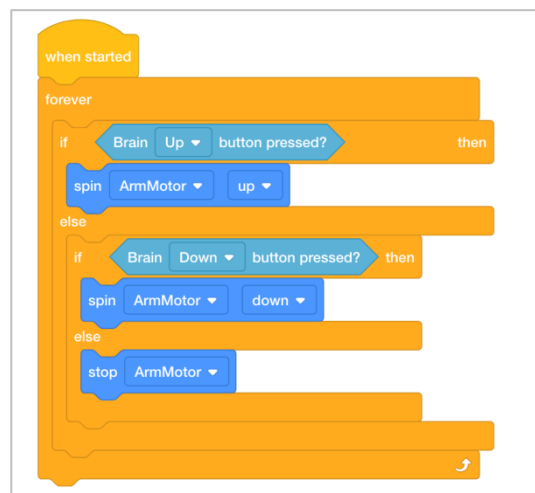 when started
forever
if Brain Up button pressed? then
spin ArmMotor up
else
if Brain Down button pressed? then
spin ArmMotor down
else
stop ArmMotor